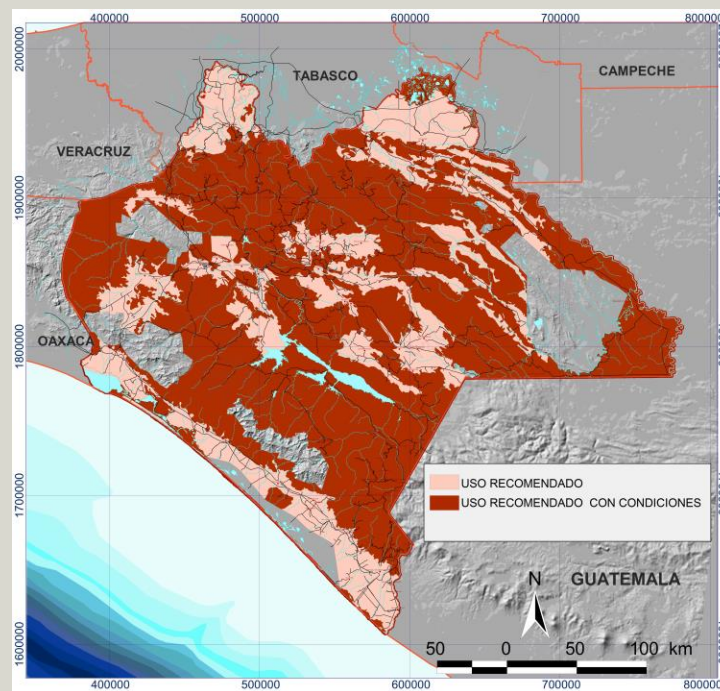 400000 500000 600000 700000 800000
2000000
TABASCO
CAMPECHE
VERACRUZ
1900000
OAXACA
1800000
USO RECOMENDADO
USO RECOMENDADO CON CONDICIONES
1700000
N
GUATEMALA
50 0 50 100 km
1600000
400000 500000 600000 700000 800000